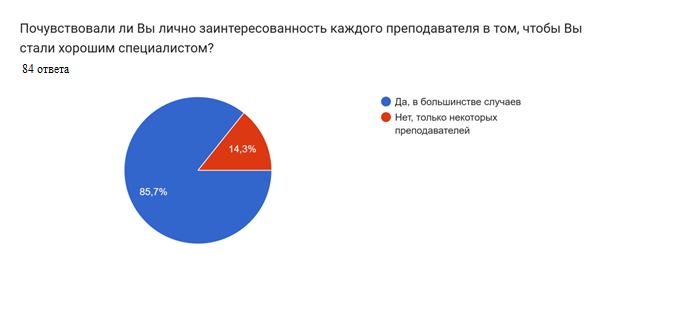 Почувствовали ли Вы лично заинтересованность каждого преподавателя в том, чтобы Вы
стали хорошим специалистом?
84 ответа
Да, в большинстве случаев
Нет, только некоторых
преподавателей
14,3%
85,7%